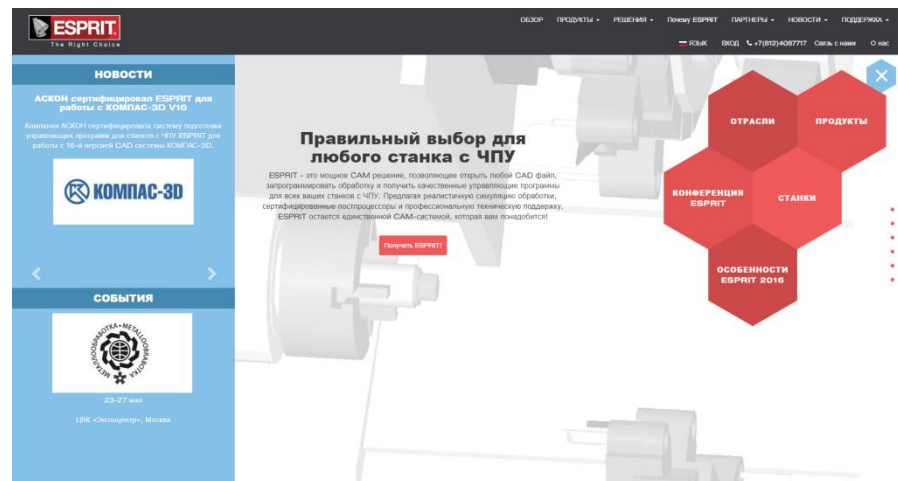 ESPRIT
The Right Choice
ОБЗОР ПРОДУКТЫ РЕШЕНИЯ Почему ESPRIT ПАРТНЕРЫ НОВОСТИ ПОДДЕРЖКА
ЯЗЫК ВХОД +7(812)4087717 Связь с нами О нас
НОВОСТИ
АСКОН сертифицировал ESPRIT для
работы с КОМПАС-3D V16
Компания АСКОН сертифицировала систему подготовки
управляющих программ для станков с ЧПУ ESPRIT для
работы с 16-й версией CAD системы КОМПАС-3D.
КОМПАС-3D
СОБЫТИЯ
МЕТАЛЛООБРАБОТКА • METALLOOBRABOTKA
23-27 мая
ЦВК «Экспоцентр», Москва
Правильный выбор для
любого станка с ЧПУ
ESPRIT - это мощное CAM решение, позволяющее открыть любой CAD файл,
запрограммировать обработку и получить качественные управляющие программы
для всех ваших станков с ЧПУ. Предлагая реалистичную симуляцию обработки,
сертифицированные постпроцессоры и профессиональную техническую поддержку,
ESPRIT остается единственной CAM-системой, которая вам понадобится!
Получить ESPRIT!
ОТРАСЛИ
ПРОДУКТЫ
КОНФЕРЕНЦИЯ
ESPRIT
СТАНКИ
ОСОБЕННОСТИ
ESPRIT 2016